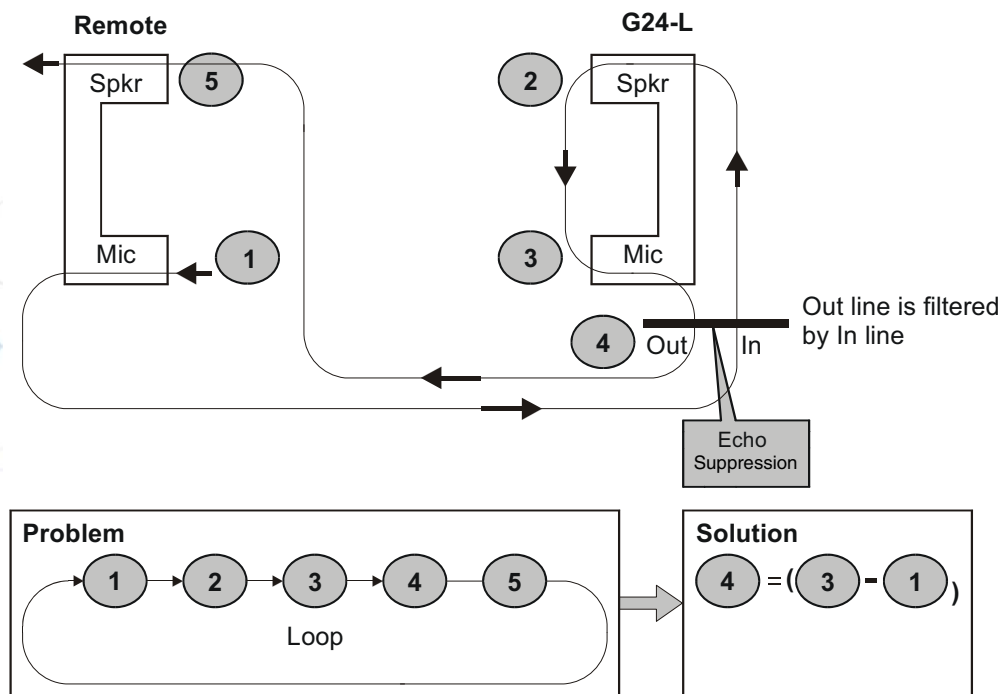 Remote
G24-L
Spkr
5
2
Spkr
Mic
1
3
Mic
4
Out
In
Out line is filtered
by In line
Echo
Suppression
Problem
1 2 3 4 5
Loop
Solution
4 = ( 3 - 1 )